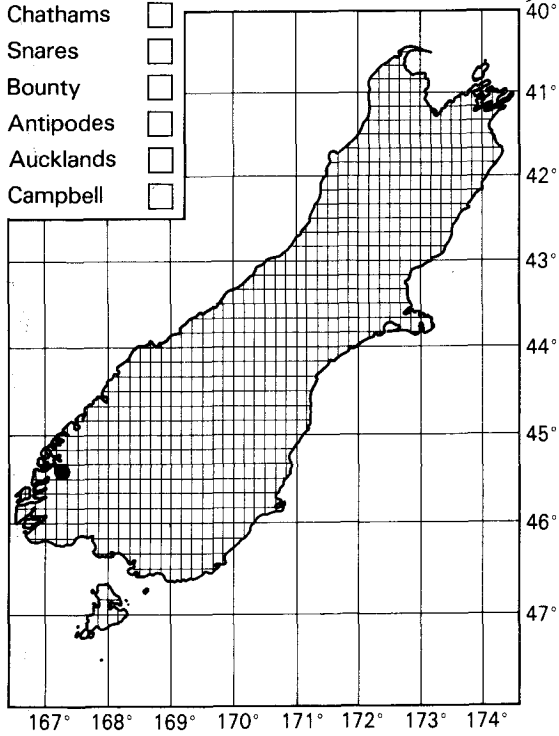 Chathams
Snares
Bounty
Antipodes
Aucklands
Campbell
40°
41°
42°
43°
44°
45°
46°
47°
167° 168° 169° 170° 171° 172° 173° 174°